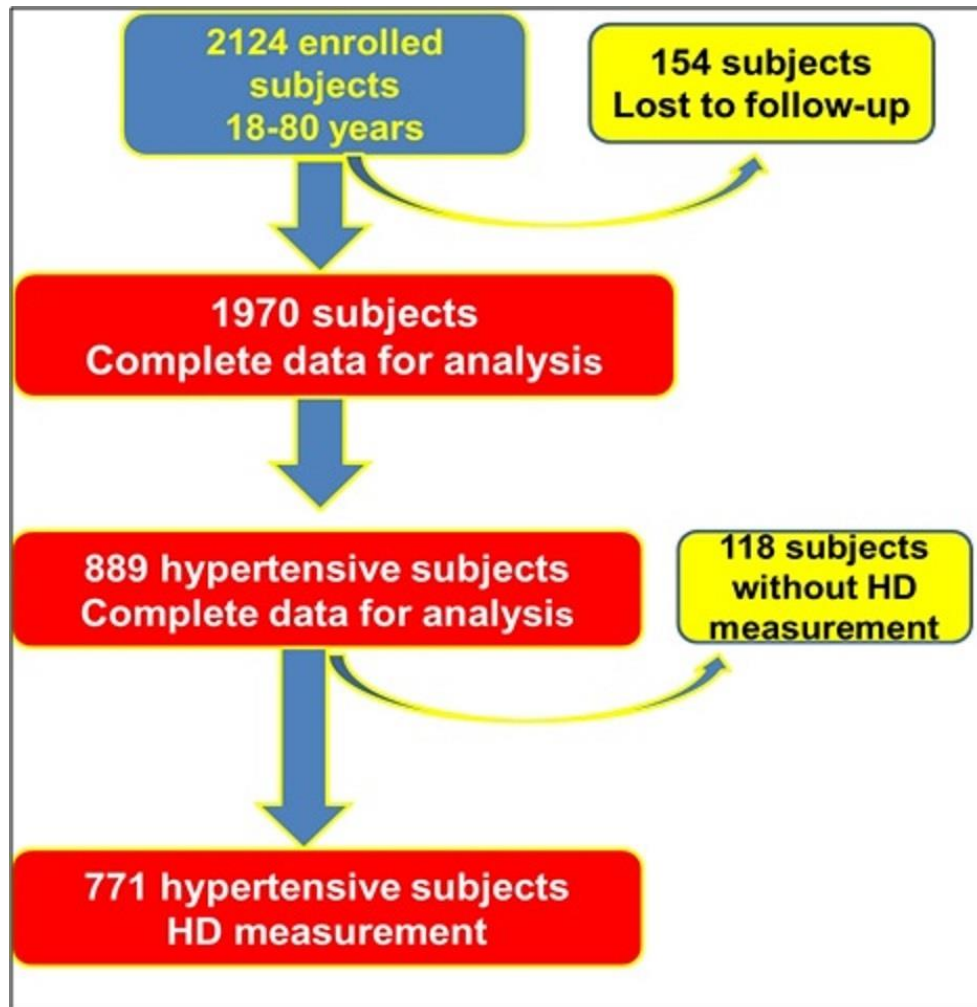 2124 enrolled
subjects
18-80 years
154 subjects
Lost to follow-up
1970 subjects
Complete data for analysis
889 hypertensive subjects
Complete data for analysis
118 subjects
without HD
measurement
771 hypertensive subjects
HD measurement